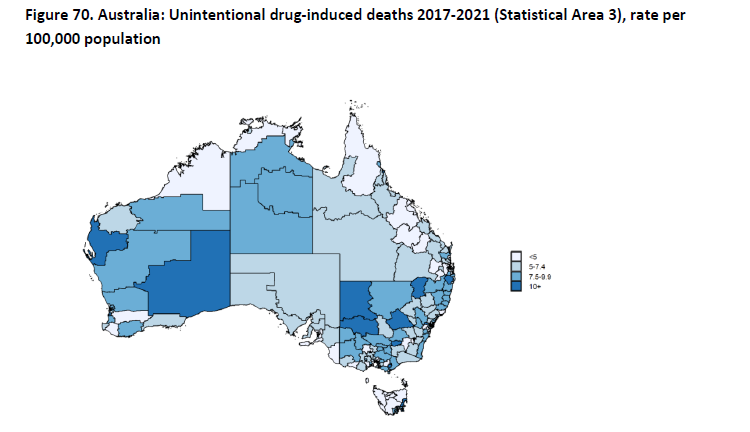 Figure 70. Australia: Unintentional drug-induced deaths 2017-2021 (Statistical Area 3), rate per
100,000 population
<5
5-7.4
7.5-9.9
10+